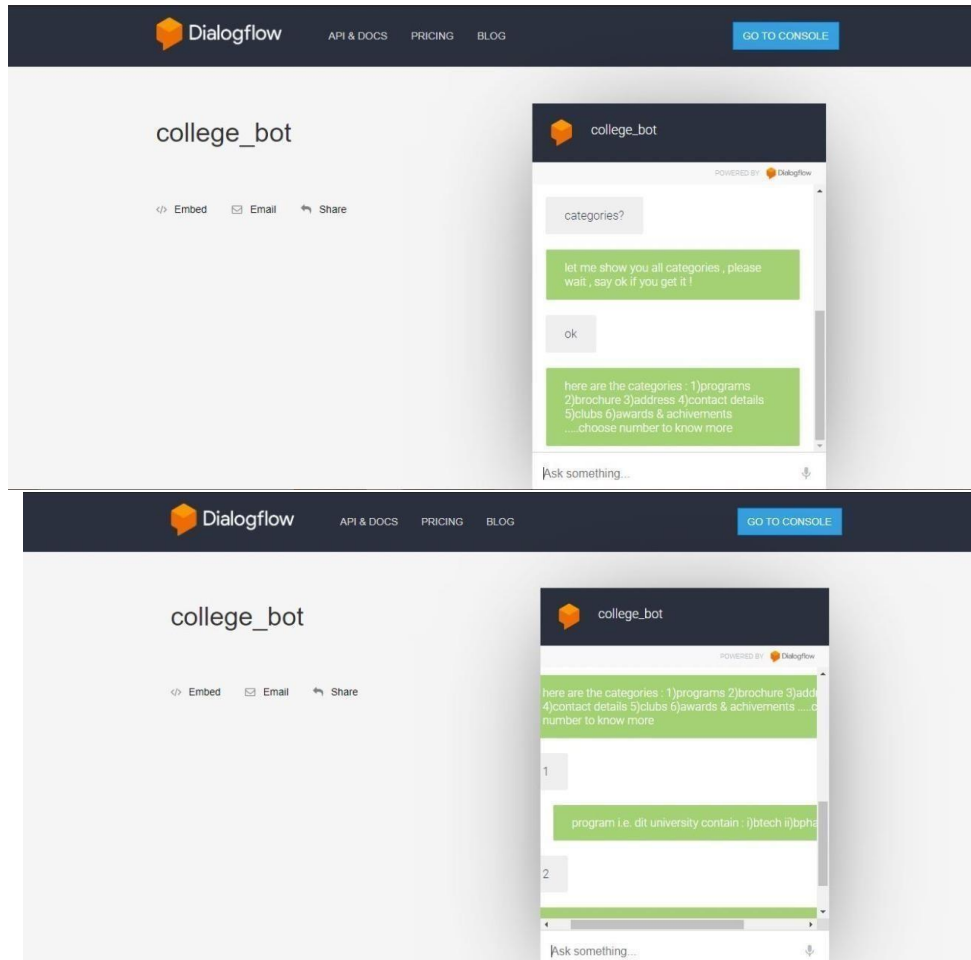 Dialogflow
API & DOCS PRICING BLOG
GO TO CONSOLE
college_bot
</> Embed Email Share
college_bot
POWERED BY Dialogflow
categories?
let me show you all categories , please
wait , say ok if you get it !
ok
here are the categories : 1)programs
2)brochure 3)address 4)contact details
5)clubs 6)awards & achivements
.....choose number to know more
Ask something...
Dialogflow
API & DOCS PRICING BLOG
GO TO CONSOLE
college_bot
</> Embed Email Share
college_bot
POWERED BY Dialogflow
here are the categories : 1)programs 2)brochure 3)add
4)contact details 5)clubs 6)awards & achivements .....c
number to know more
1
program i.e. dit university contain : i)btech ii)bpha
2
Ask something...